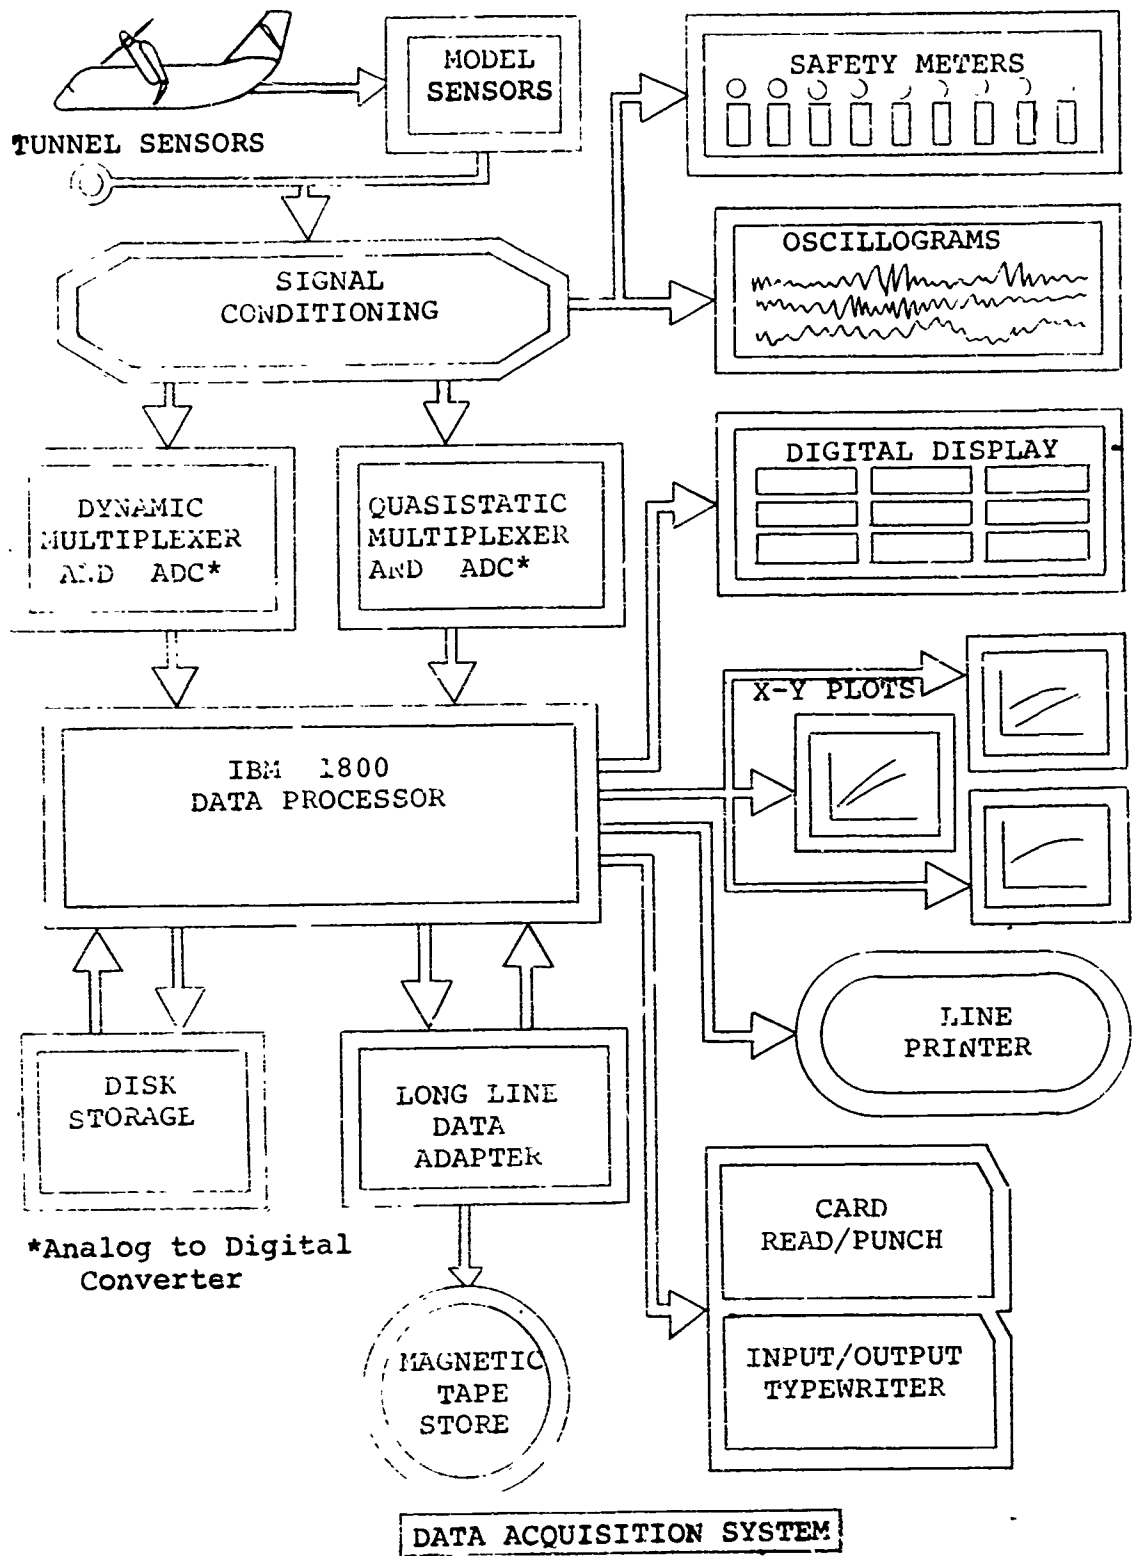 MODEL
SENSORS
SAFETY METERS
TUNNEL SENSORS
OSCILLOGRAMS
SIGNAL
CONDITIONING
DIGITAL DISPLAY
DYNAMIC
MULTIPLEXER
AND ADC*
QUASISTATIC
MULTIPLEXER
AND ADC*
X-Y PLOTS
IBM 1800
DATA PROCESSOR
LINE
PRINTER
DISK
STORAGE
LONG LINE
DATA
ADAPTER
CARD
READ/PUNCH
*Analog to Digital
Converter
INPUT/OUTPUT
TYPEWRITER
MAGNETIC
TAPE
STORE
DATA ACQUISITION SYSTEM